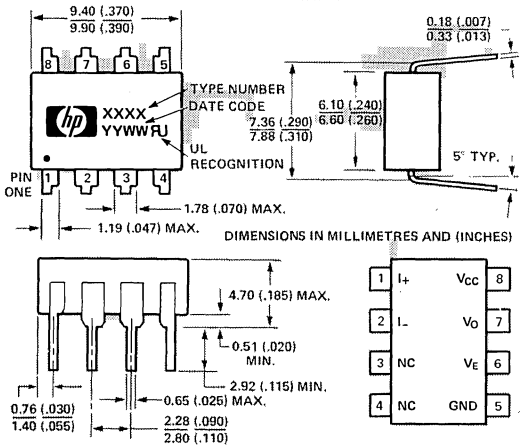 9.40 (.370)
9.90 (.390)
0.18 (.007)
0.33 (.013)
8 7 6 5
hp
XXXX
YYWW
TYPE NUMBER
DATE CODE
UL
RECOGNITION
7.36 (.290)
7.88 (.310)
6.10 (.240)
6.60 (.260)
5° TYP.
PIN
ONE
1 2 3 4
1.78 (.070) MAX.
1.19 (.047) MAX.
DIMENSIONS IN MILLIMETRES AND (INCHES)
4.70 (.185) MAX.
0.51 (.020)
MIN.
2.92 (.115) MIN.
0.76 (.030)
1.40 (.055)
0.65 (.025) MAX.
2.28 (.090)
2.80 (.110)
1 I+ VCC 8
2 I- VO 7
3 NC VE 6
4 NC GND 5